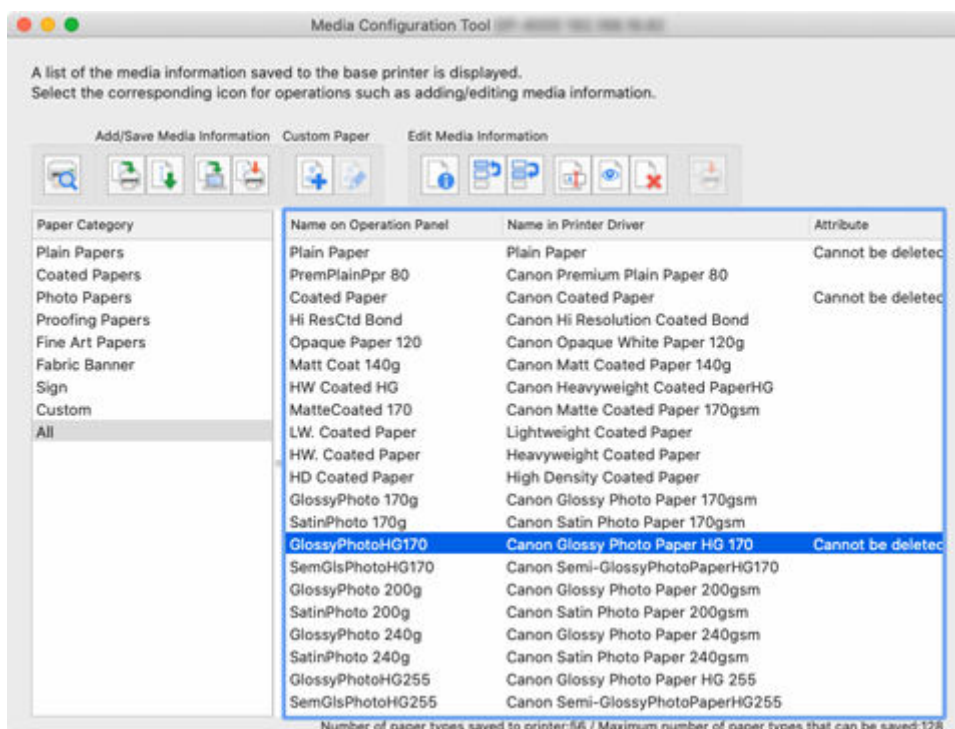 Media Configuration Tool
A list of the media information saved to the base printer is displayed.
Select the corresponding icon for operations such as adding/editing media information.
Add/Save Media Information Custom Paper Edit Media Information
Paper Category
Plain Papers
Coated Papers
Photo Papers
Proofing Papers
Fine Art Papers
Fabric Banner
Sign
Custom
All
Name on Operation Panel Name in Printer Driver Attribute
Plain Paper Plain Paper Cannot be deleted
PremPlainPpr 80 Canon Premium Plain Paper 80
Coated Paper Canon Coated Paper Cannot be deleted
Hi ResCtd Bond Canon Hi Resolution Coated Bond
Opaque Paper 120 Canon Opaque White Paper 120g
Matt Coat 140g Canon Matt Coated Paper 140g
HW Coated HG Canon Heavyweight Coated PaperHG
MatteCoated 170 Canon Matte Coated Paper 170gsm
LW. Coated Paper Lightweight Coated Paper
HW. Coated Paper Heavyweight Coated Paper
HD Coated Paper High Density Coated Paper
GlossyPhoto 170g Canon Glossy Photo Paper 170gsm
SatinPhoto 170g Canon Satin Photo Paper 170gsm
GlossyPhotoHG170 Canon Glossy Photo Paper HG 170 Cannot be deleted
SemGlsPhotoHG170 Canon Semi-GlossyPhotoPaperHG170
GlossyPhoto 200g Canon Glossy Photo Paper 200gsm
SatinPhoto 200g Canon Satin Photo Paper 200gsm
GlossyPhoto 240g Canon Glossy Photo Paper 240gsm
SatinPhoto 240g Canon Satin Photo Paper 240gsm
GlossyPhotoHG255 Canon Glossy Photo Paper HG 255
SemGlsPhotoHG255 Canon Semi-GlossyPhotoPaperHG255
Number of paper types saved to printer:56 / Maximum number of paper types that can be saved:128